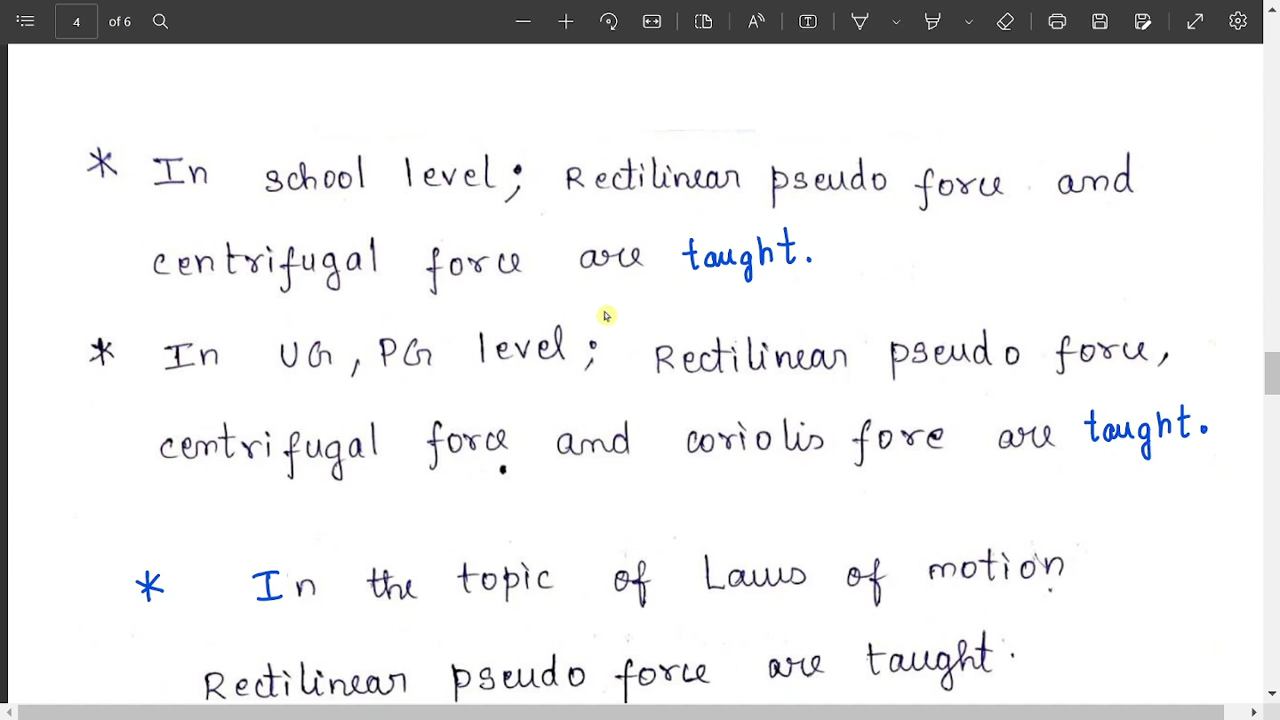 4 of 6
* In school level; Rectilinear pseudo force and
centrifugal force are taught.
* In UG, PG level; Rectilinear pseudo force,
centrifugal force and coriolis fore are taught.
* In the topic of Laws of motion
Rectilinear pseudo force are taught.